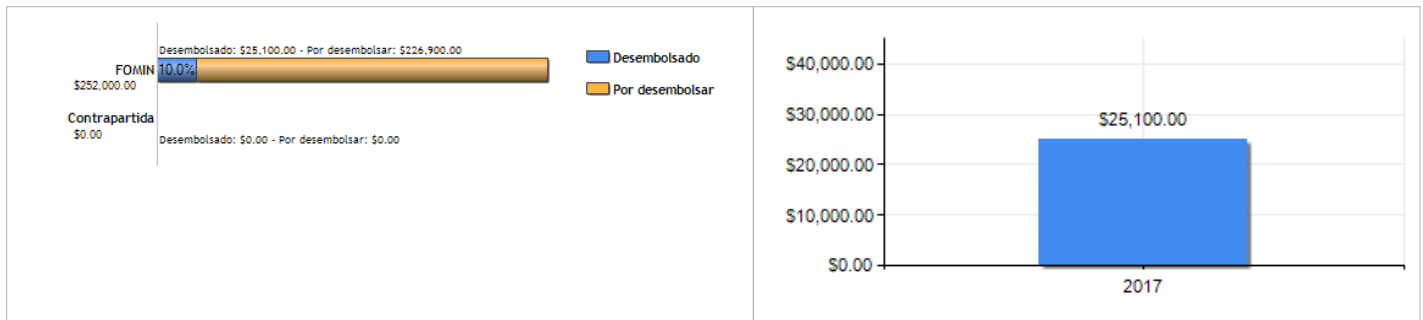 Desembolsado: $25,100.00 - Por desembolsar: $226,900.00
FOMIN
10.0%
$252,000.00
Contrapartida
$0.00
Desembolsado: $0.00 - Por desembolsar: $0.00
Desembolsado
Por desembolsar
$40,000.00
$30,000.00
$20,000.00
$10,000.00
$0.00
$25,100.00
2017